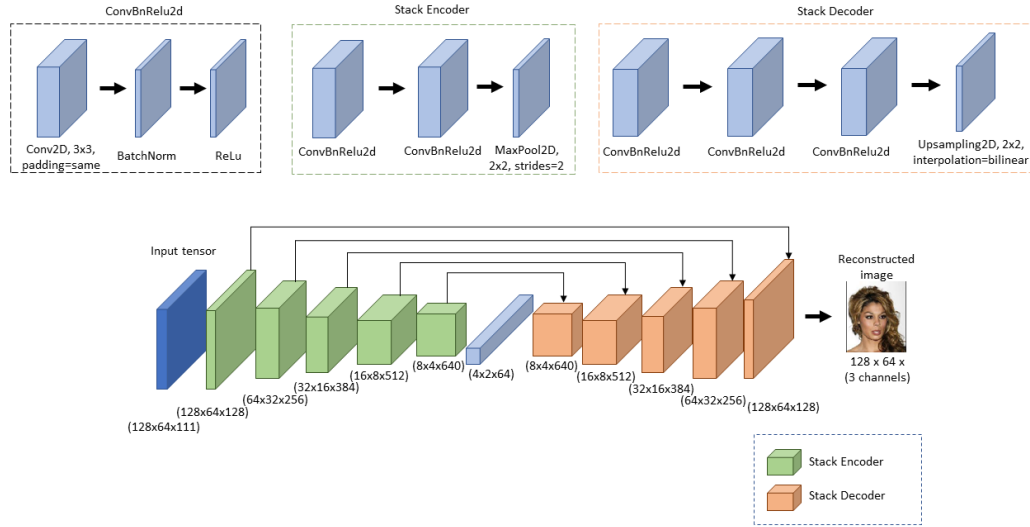 ConvBnRelu2d
Stack Encoder
Stack Decoder
Conv2D, 3x3,
padding=same
BatchNorm
ReLu
ConvBnRelu2d
ConvBnRelu2d
MaxPool2D,
2x2, strides=2
ConvBnRelu2d
ConvBnRelu2d
ConvBnRelu2d
Upsampling2D, 2x2,
interpolation=bilinear
Input tensor
Reconstructed
image
(128x64x111)
(128x64x128)
(64x32x256)
(32x16x384)
(16x8x512)
(8x4x640)
(4x2x64)
(8x4x640)
(16x8x512)
(32x16x384)
(64x32x256)
(128x64x128)
128 x 64 x
(3 channels)
Stack Encoder
Stack Decoder